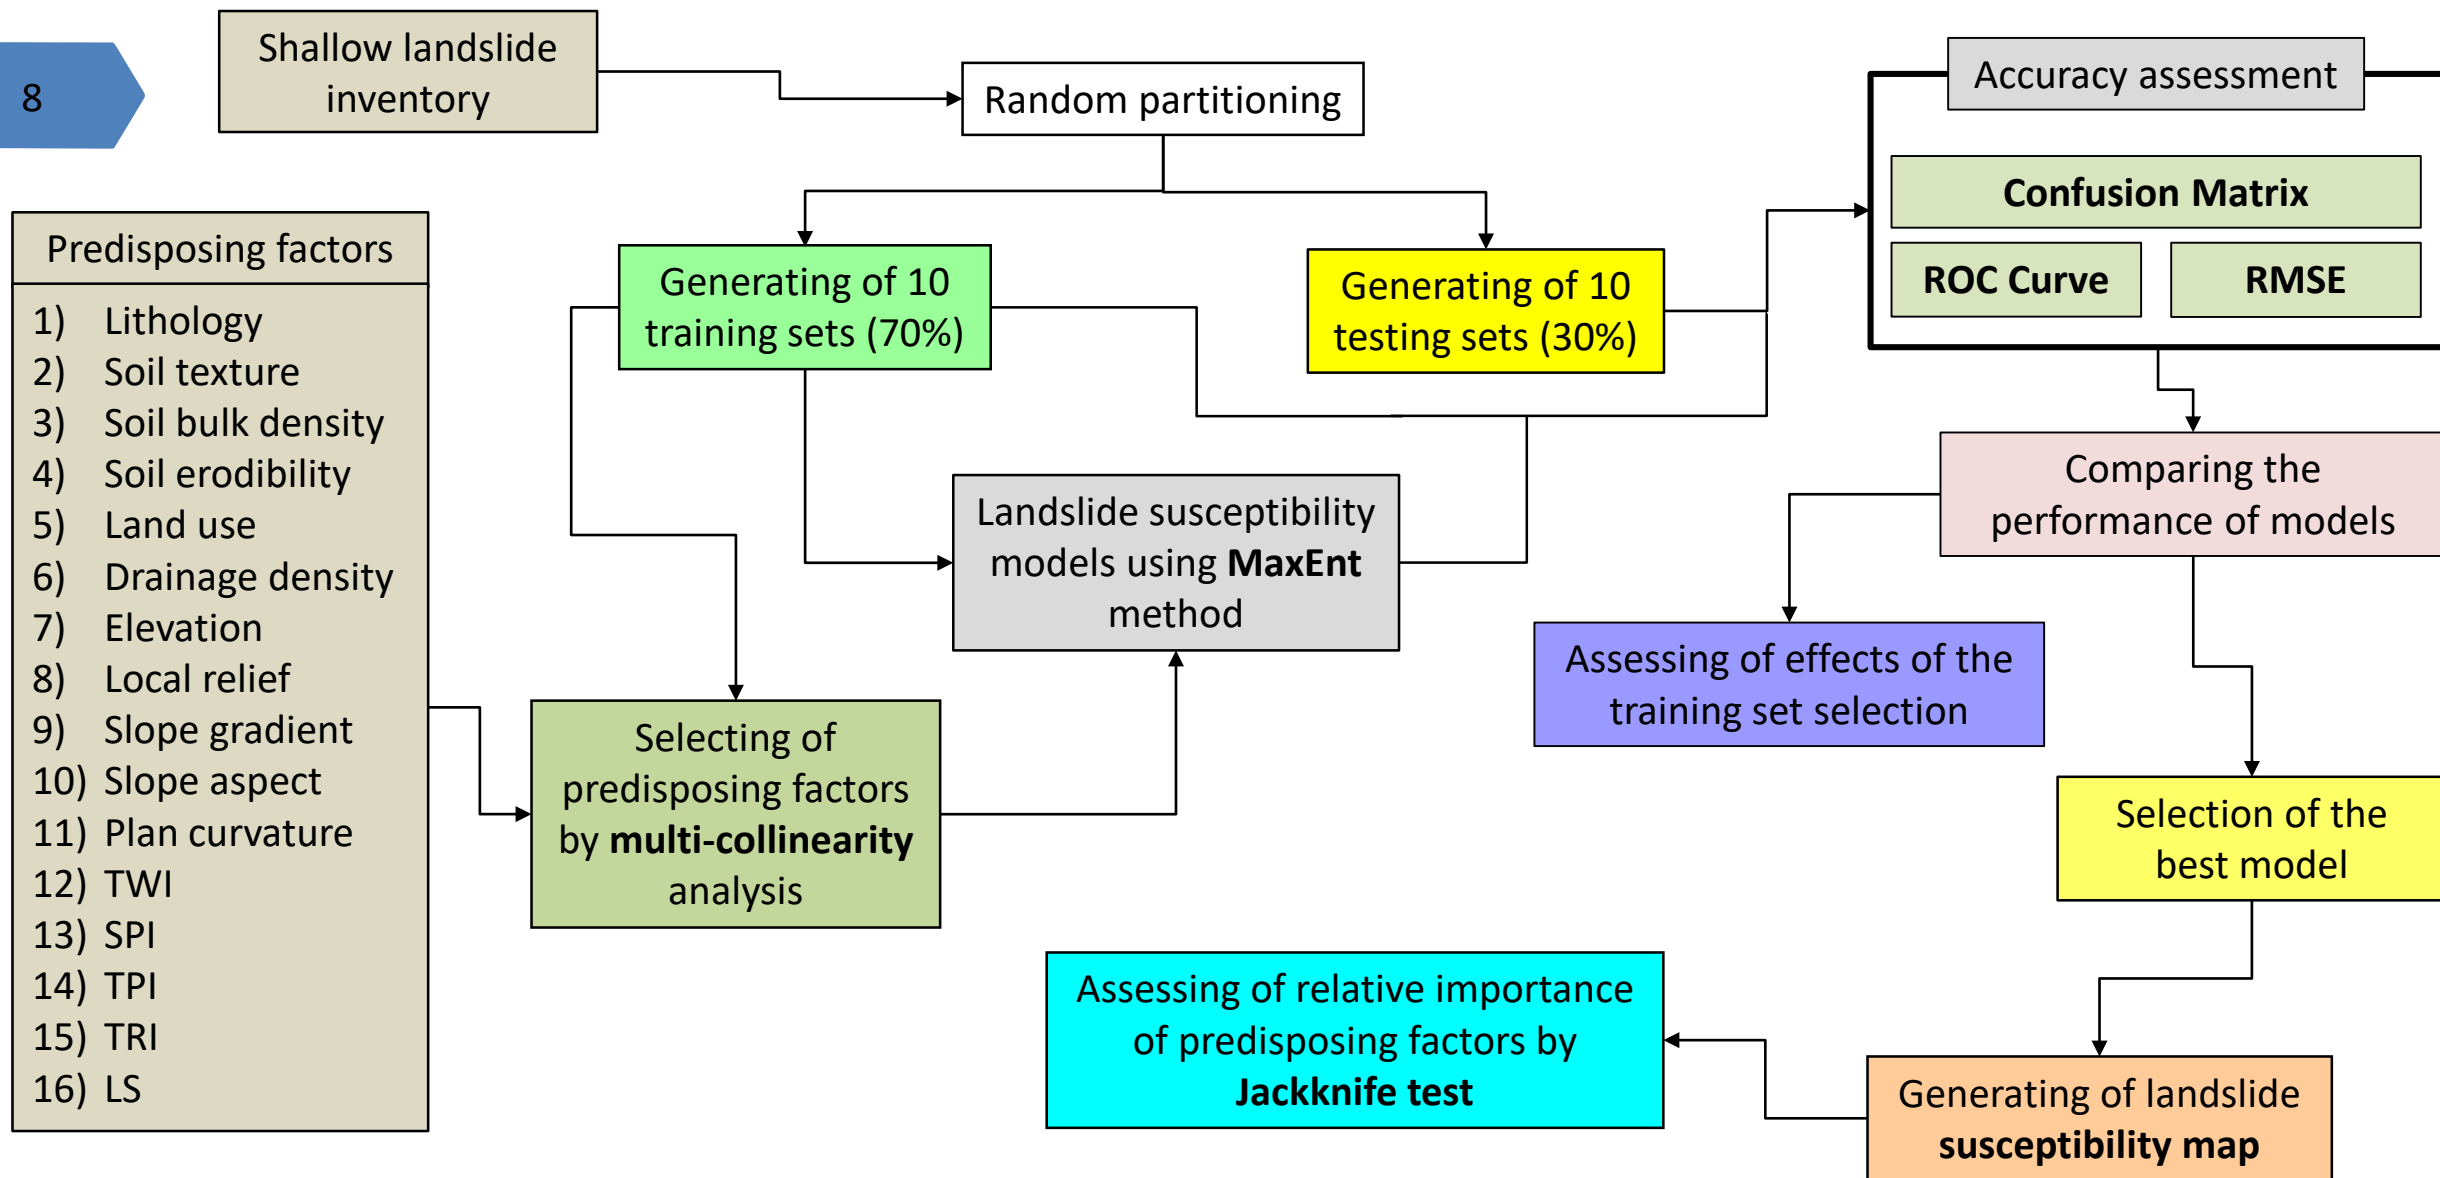 8
Shallow landslide
inventory
Random partitioning
Accuracy assessment
Confusion Matrix
ROC Curve
RMSE
Predisposing factors
1) Lithology
2) Soil texture
3) Soil bulk density
4) Soil erodibility
5) Land use
6) Drainage density
7) Elevation
8) Local relief
9) Slope gradient
10) Slope aspect
11) Plan curvature
12) TWI
13) SPI
14) TPI
15) TRI
16) LS
Generating of 10
training sets (70%)
Generating of 10
testing sets (30%)
Landslide susceptibility
models using MaxEnt
method
Comparing the
performance of models
Assessing of effects of the
training set selection
Selecting of
predisposing factors
by multi-collinearity
analysis
Selection of the
best model
Assessing of relative importance
of predisposing factors by
Jackknife test
Generating of landslide
susceptibility map